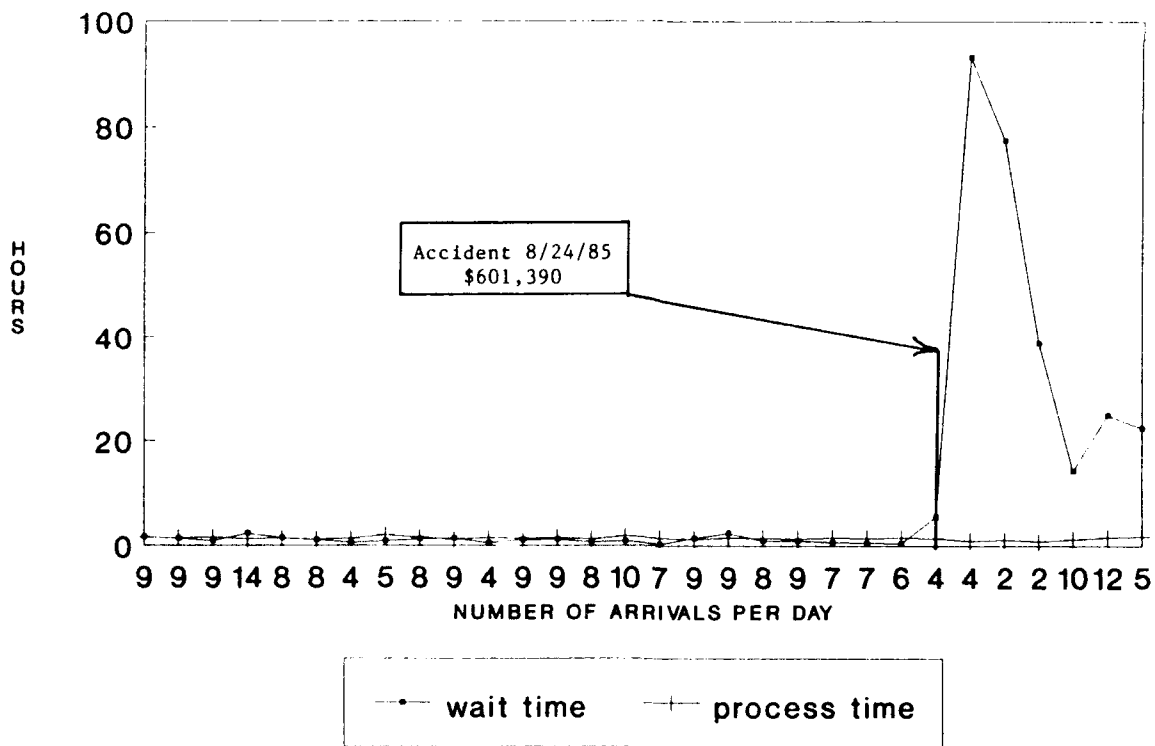 100
80
60
40
20
0
HOURS
Accident 8/24/85
$601,390
9 9 9 14 8 8 4 5 8 9 4 9 9 8 10 7 9 9 8 9 7 7 6 4 4 2 2 10 12 5
NUMBER OF ARRIVALS PER DAY
wait time process time